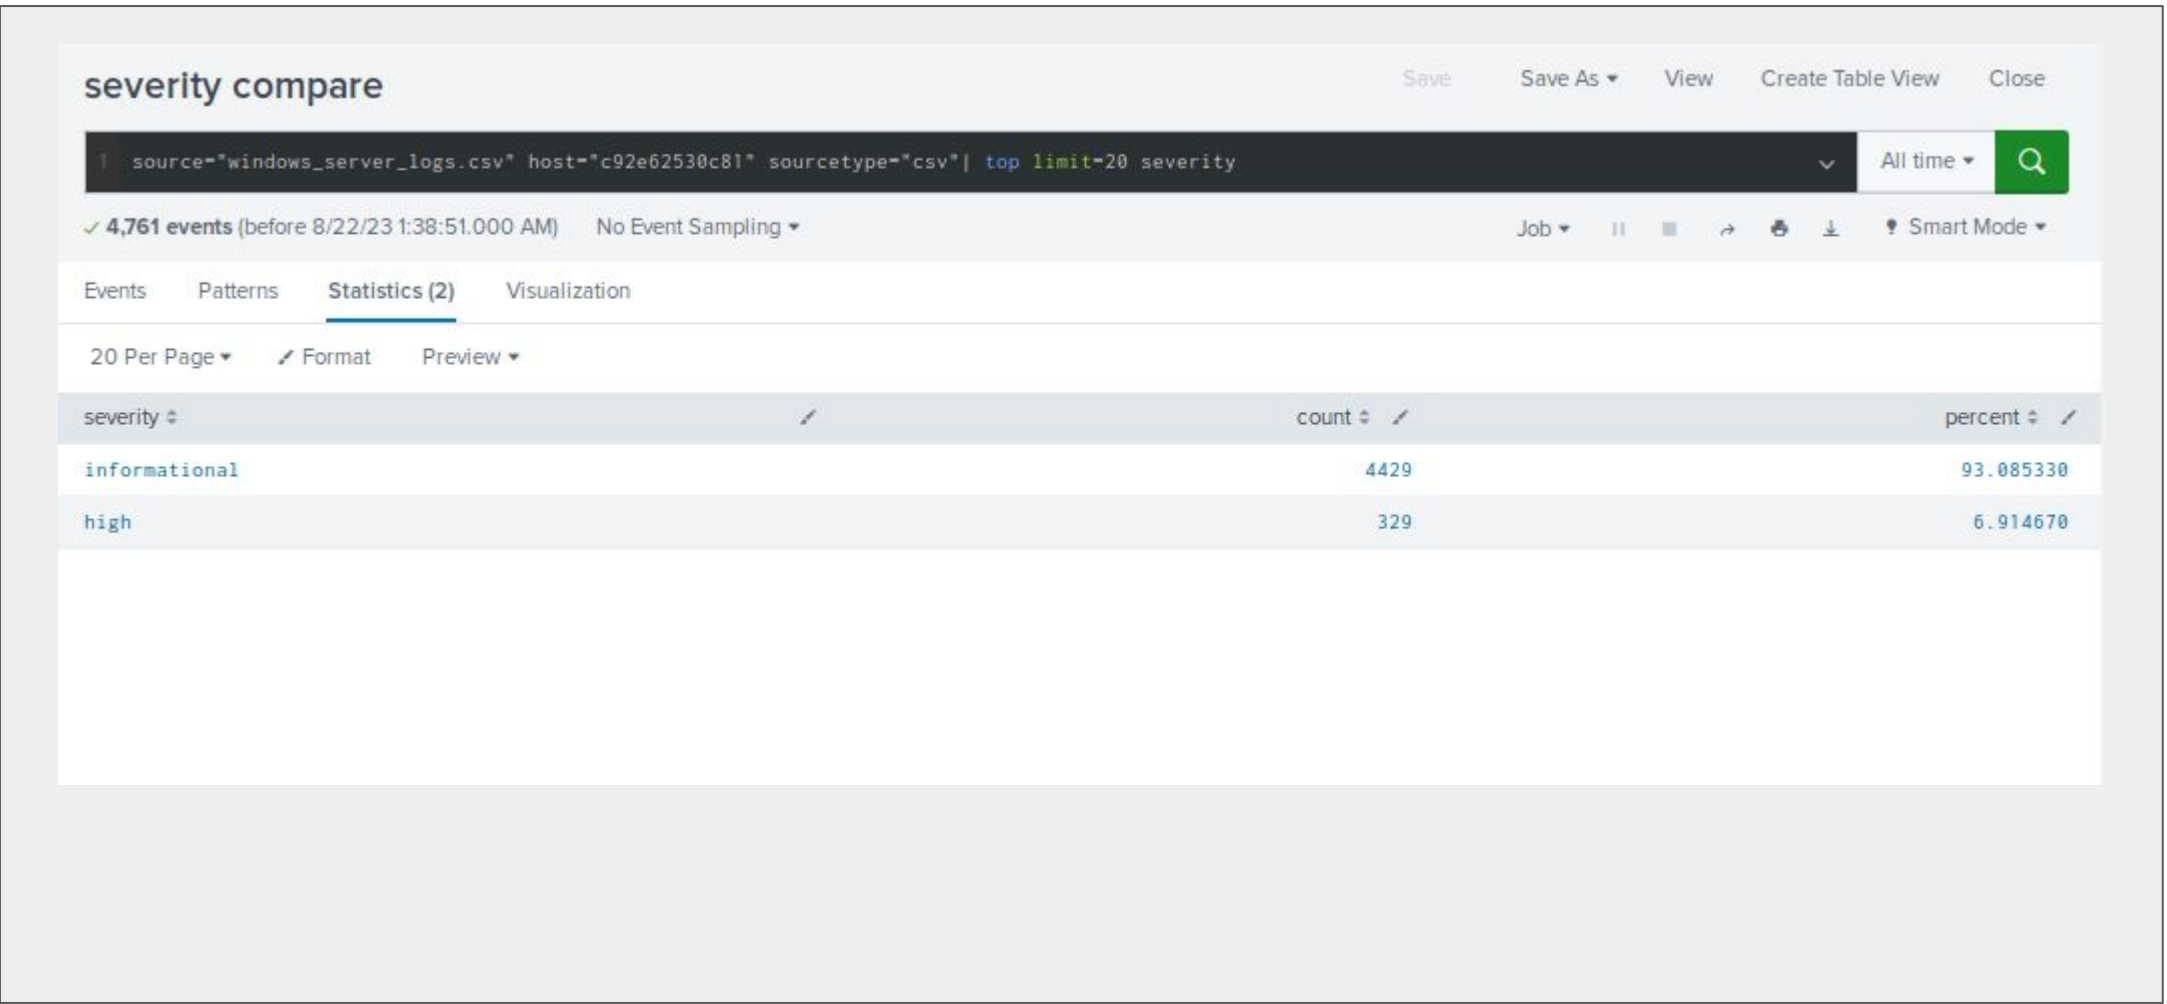 severity compare
Save Save As View Create Table View Close
1 source="windows_server_logs.csv" host="c92e62530c81" sourcetype="csv"| top limit=20 severity
All time
4,761 events (before 8/22/23 1:38:51.000 AM) No Event Sampling Job Smart Mode
Events Patterns Statistics (2) Visualization
20 Per Page Format Preview
severity count percent
informational 4429 93.085330
high 329 6.914670